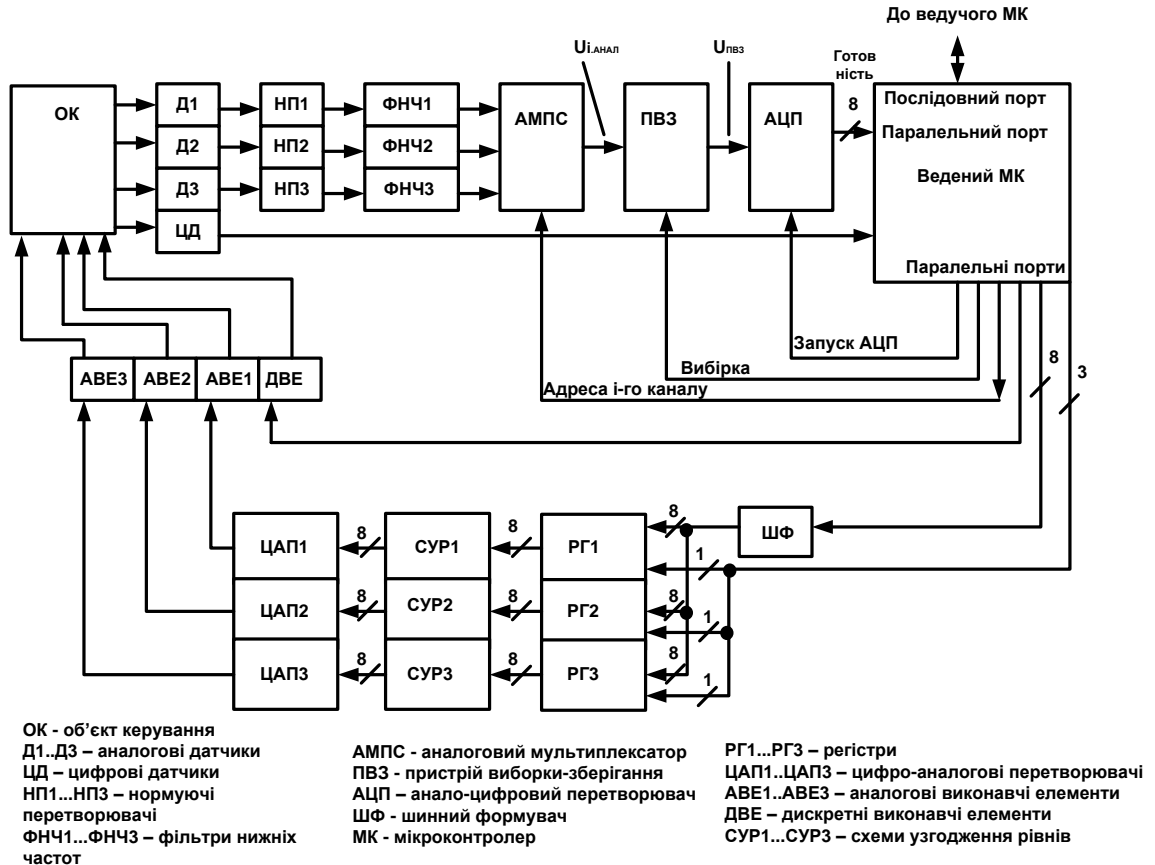 До ведучого МК
Uі.АНАЛ
UПВЗ
Готов
ність
8
ОК
Д1
НП1
ФНЧ1
Д2
НП2
ФНЧ2
Д3
НП3
ФНЧ3
ЦД
АМПС
ПВЗ
АЦП
Послідовний порт
Паралельний порт
Ведений МК
Паралельні порти
Запуск АЦП
Вибірка
Адреса і-го каналу
8
3
АВЕ3
АВЕ2
АВЕ1
ДВЕ
ЦАП1
8
СУР1
8
РГ1
8
1
ШФ
ЦАП2
8
СУР2
8
РГ2
8
1
ЦАП3
8
СУР3
8
РГ3
8
1
ОК - об’єкт керування
Д1..Д3 – аналогові датчики
ЦД – цифрові датчики
НП1...НП3 – нормуючі
перетворювачі
ФНЧ1...ФНЧ3 – фільтри нижніх
частот
АМПС - аналоговий мультиплексатор
ПВЗ - пристрій виборки-зберігання
АЦП – анало-цифровий перетворювач
ШФ - шинний формувач
МК - мікроконтролер
РГ1...РГ3 – регістри
ЦАП1..ЦАП3 – цифро-аналогові перетворювачі
АВЕ1..АВЕ3 – аналогові виконавчі елементи
ДВЕ – дискретні виконавчі елементи
СУР1...СУР3 – схеми узгодження рівнів